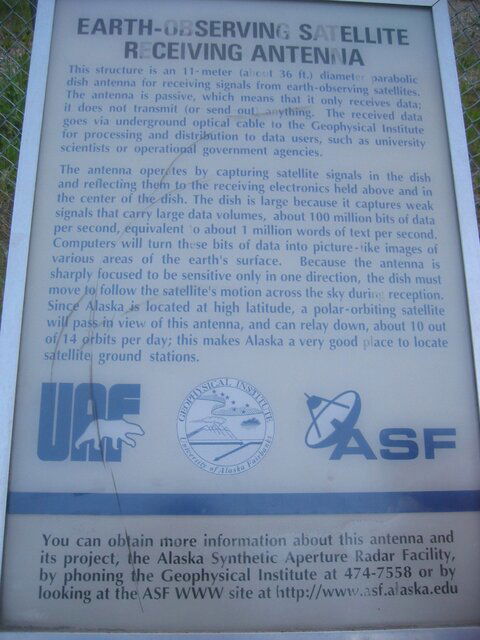 EARTH-OBSERVING SATELLITE
RECEIVING ANTENNA
This structure is an 11-meter (about 36 ft.) diameter parabolic
dish antenna for receiving signals from earth-observing satellites.
The antenna is passive, which means that it only receives data;
it does not transmit (or send out) anything. The received data
goes via underground optical cable to the Geophysical Institute
for processing and distribution to data users, such as university
scientists or operational government agencies.
The antenna operates by capturing satellite signals in the dish
and reflecting them to the receiving electronics held above and in
the center of the dish. The dish is large because it captures weak
signals that carry large data volumes, about 100 million bits of data
per second, equivalent to about 1 million words of text per second.
Computers will turn these bits of data into picture-like images of
various areas of the earth's surface. Because the antenna is
sharply focused to be sensitive only in one direction, the dish must
move to follow the satellite's motion across the sky during reception.
Since Alaska is located at high latitude, a polar-orbiting satellite
will pass in view of this antenna, and can relay down, about 10 out
of 14 orbits per day; this makes Alaska a very good place to locate
satellite ground stations.
UAF
GEOPHYSICAL INSTITUTE
University of Alaska Fairbanks
ASF
You can obtain more information about this antenna and
its project, the Alaska Synthetic Aperture Radar Facility,
by phoning the Geophysical Institute at 474-7558 or by
looking at the ASF WWW site at http://www.asf.alaska.edu